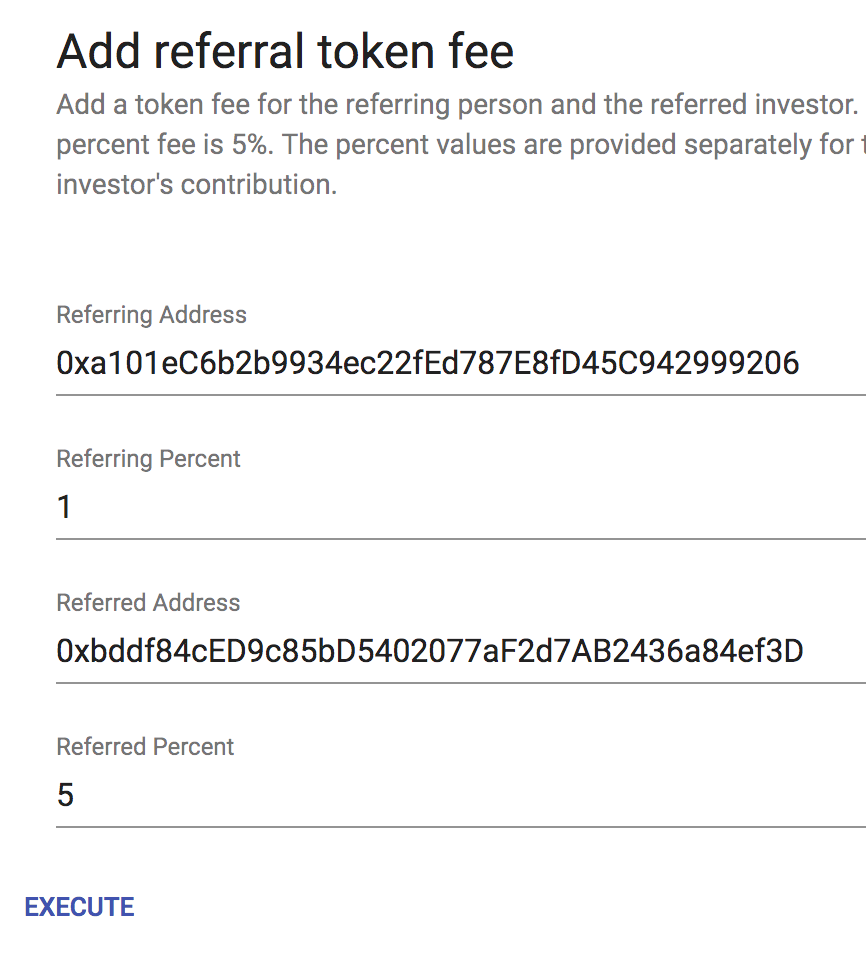 Add referral token fee
Add a token fee for the referring person and the referred investor.
percent fee is 5%. The percent values are provided separately for
investor's contribution.
Referring Address
0xa101eC6b2b9934ec22fEd787E8fD45C942999206
Referring Percent
1
Referred Address
0xbddf84cED9c85bD5402077aF2d7AB2436a84ef3D
Referred Percent
5
EXECUTE